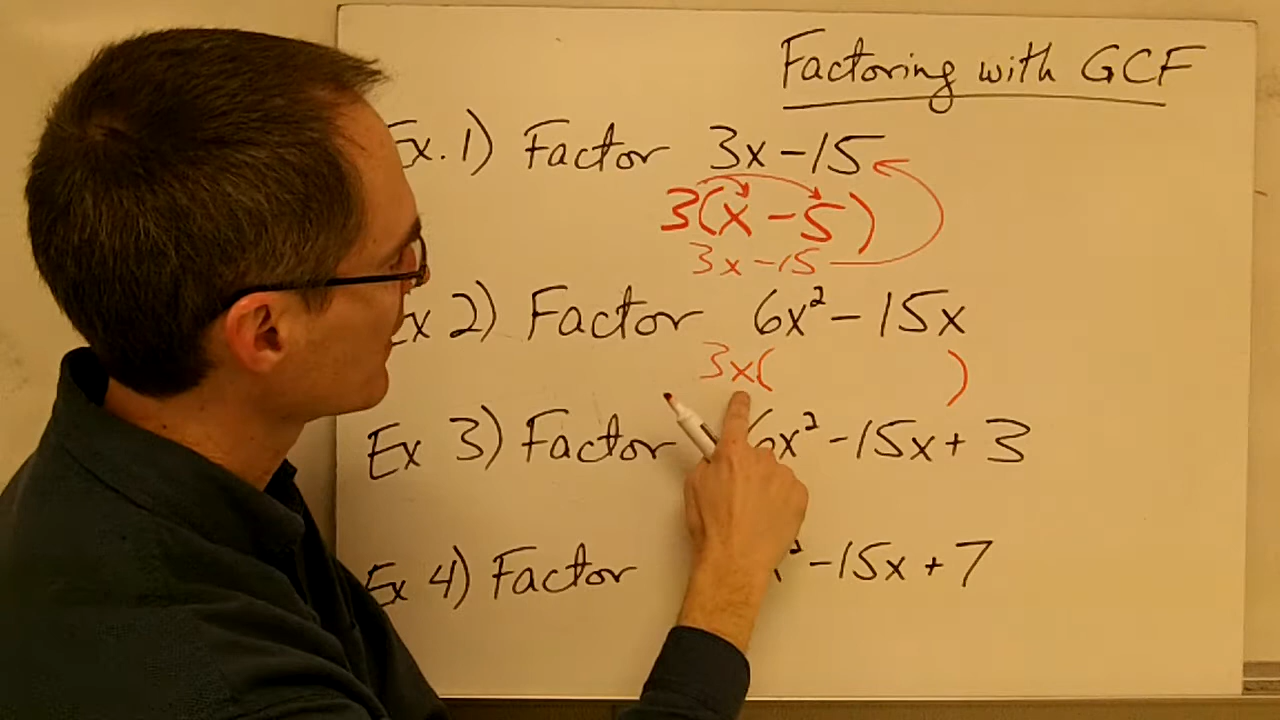 Factoring with GCF
Ex. 1) Factor 3x - 15
3(x - 5)
3x - 15
Ex 2) Factor 6x² - 15x
3x( )
Ex 3) Factor 6x² - 15x + 3
Ex 4) Factor x² - 15x + 7